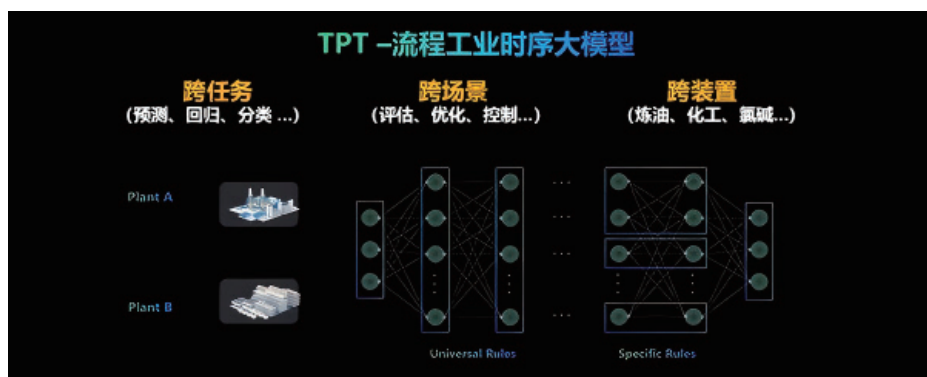 TPT –流程工业时序大模型
跨任务
(预测、回归、分类 ...)
跨场景
(评估、优化、控制...)
跨装置
(炼油、化工、氯碱...)
Plant A
Plant B
Universal Rules
Specific Rules